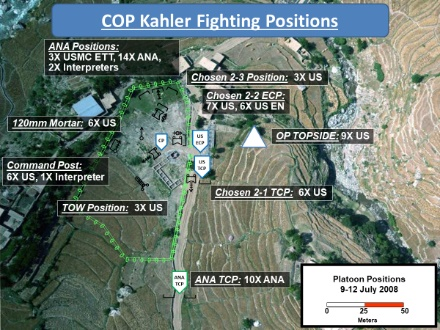 COP Kahler Fighting Positions
ANA Positions:
3X USMC ETT, 14X ANA,
2X Interpreters
Chosen 2-3 Position: 3X US
Chosen 2-2 ECP:
7X US, 6X US EN
120mm Mortar: 6X US
OP TOPSIDE: 9X US
CP
US
ECP
US
TCP
Command Post:
6X US, 1X Interpreter
Chosen 2-1 TCP: 6X US
TOW Position: 3X US
ANA
TCP
ANA TCP: 10X ANA
Platoon Positions
9-12 July 2008
0 25 50
Meters